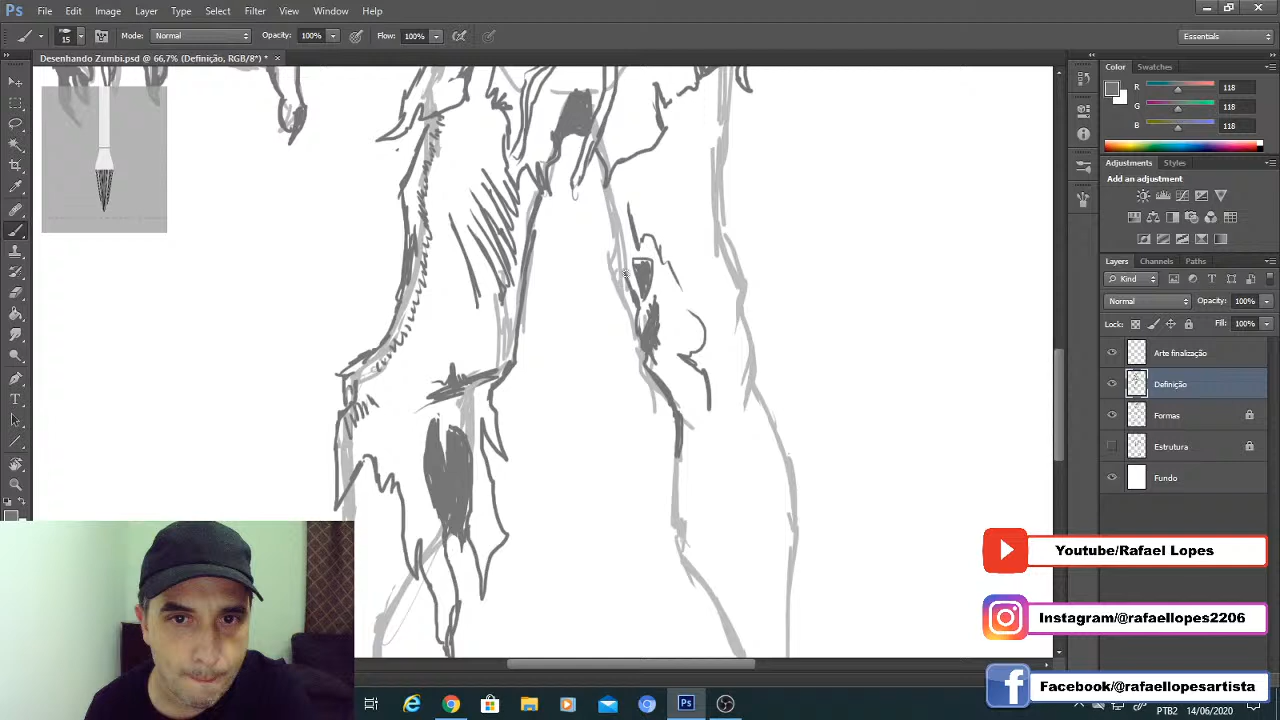 Ps File Edit Image Layer Type Select Filter View Window Help
15 Mode: Normal Opacity: 100% Flow: 100% Essentials
Desenhando Zumbi.psd @ 66,7% (Definição, RGB/8*) * ×
Color Swatches
R 118
G 118
B 118
Adjustments Styles
Add an adjustment
Layers Channels Paths
Kind
Normal Opacity: 100%
Lock: Fill: 100%
Arte finalização
Definição
Formas
Estrutura
Fundo
Youtube/Rafael Lopes
Instagram/@rafaellopes2206
Facebook/@rafaellopesartista
PTB2 14/06/2020